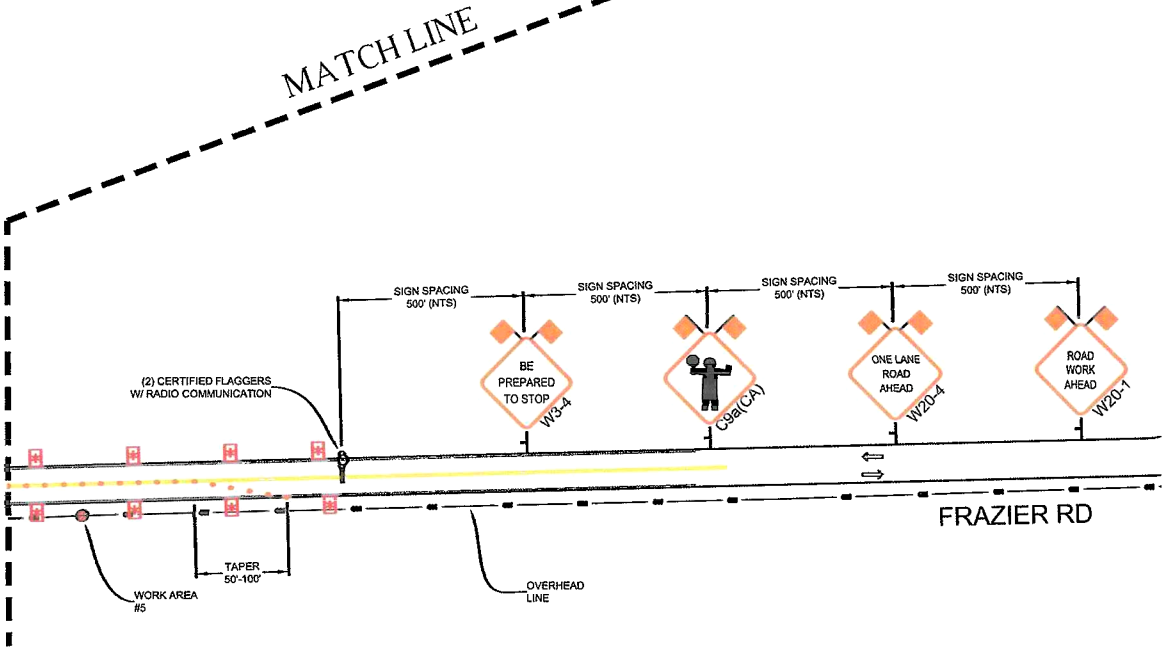 MATCH LINE
SIGN SPACING
500' (NTS)
SIGN SPACING
500' (NTS)
SIGN SPACING
500' (NTS)
SIGN SPACING
500' (NTS)
BE
PREPARED
TO STOP
W3-4
C9a(CA)
ONE LANE
ROAD
AHEAD
W20-4
ROAD
WORK
AHEAD
W20-1
(2) CERTIFIED FLAGGERS
W/ RADIO COMMUNICATION
FRAZIER RD
TAPER
50'-100'
WORK AREA
#5
OVERHEAD
LINE